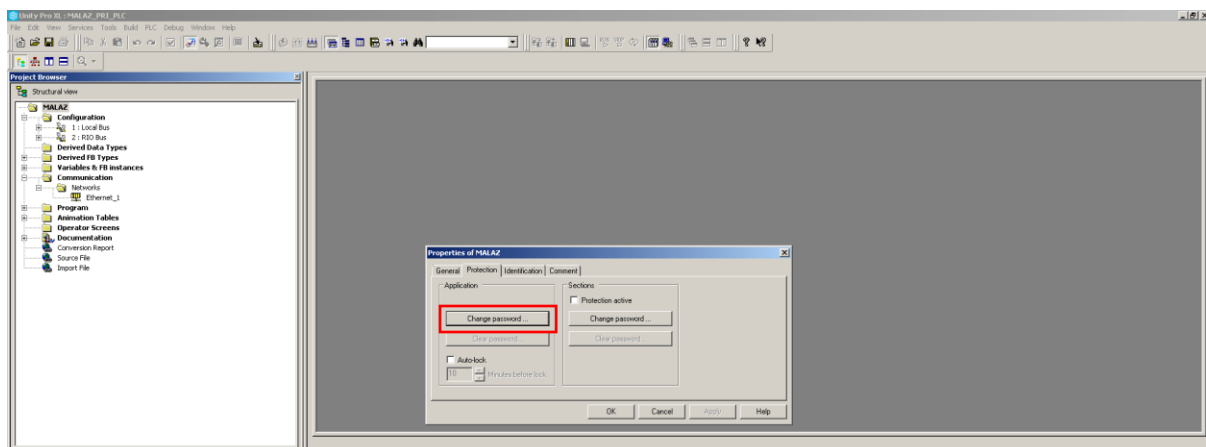 Unity Pro XL : MALAZ_PR1_PLC
File Edit View Services Tools Build PLC Debug Window Help
Project Browser
Structural view
MALAZ
Configuration
1 : Local Bus
2 : RIO Bus
Derived Data Types
Derived FB Types
Variables & FB instances
Communication
Networks
Ethernet_1
Program
Animation Tables
Operator Screens
Documentation
Conversion Report
Source File
Import File
Properties of MALAZ
General Protection Identification Comment
Application Sections
Protection active
Change password ... Change password ...
Clear password... Clear password...
Auto-lock
10 Minutes before lock
OK Cancel Apply Help